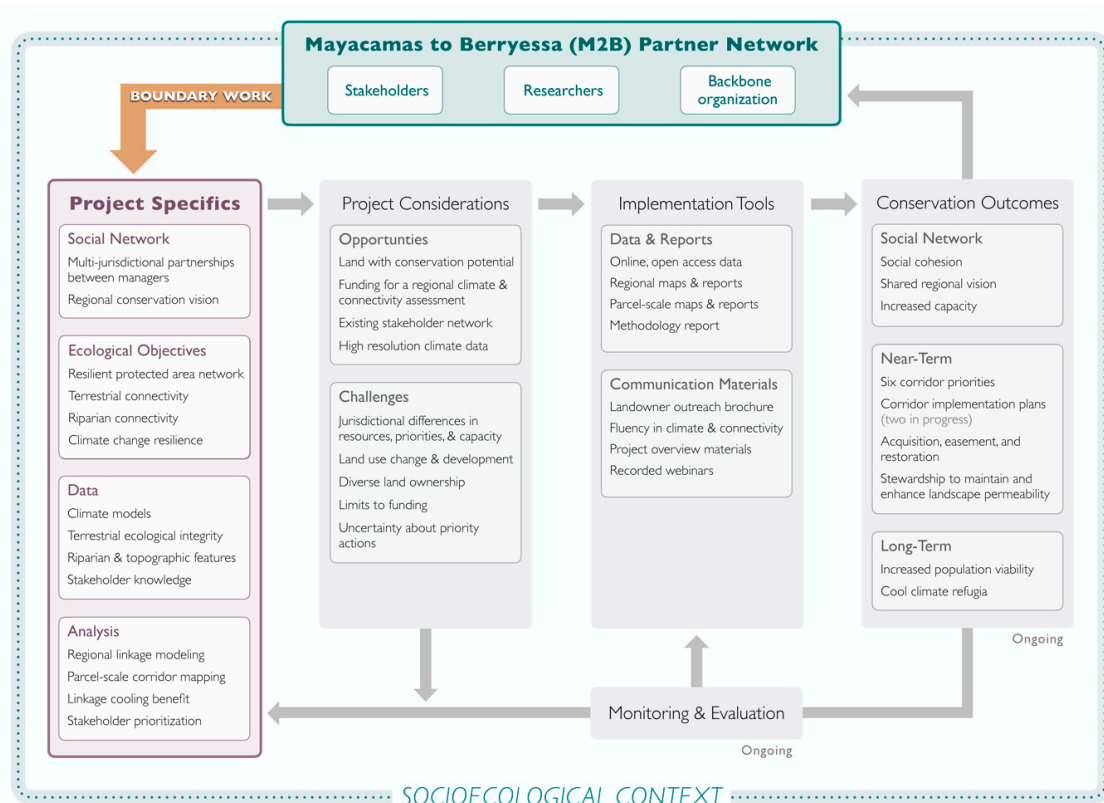 Mayacamas to Berryessa (M2B) Partner Network
Stakeholders
Researchers
Backbone
organization
BOUNDARY WORK
Project Specifics
Social Network
Multi-jurisdictional partnerships
between managers
Regional conservation vision
Ecological Objectives
Resilient protected area network
Terrestrial connectivity
Riparian connectivity
Climate change resilience
Data
Climate models
Terrestrial ecological integrity
Riparian & topographic features
Stakeholder knowledge
Analysis
Regional linkage modeling
Parcel-scale corridor mapping
Linkage cooling benefit
Stakeholder prioritization
Project Considerations
Opportunties
Land with conservation potential
Funding for a regional climate &
connectivity assessment
Existing stakeholder network
High resolution climate data
Challenges
Jurisdictional differences in
resources, priorities, & capacity
Land use change & development
Diverse land ownership
Limits to funding
Uncertainty about priority
actions
Implementation Tools
Data & Reports
Online, open access data
Regional maps & reports
Parcel-scale maps & reports
Methodology report
Communication Materials
Landowner outreach brochure
Fluency in climate & connectivity
Project overview materials
Recorded webinars
Conservation Outcomes
Social Network
Social cohesion
Shared regional vision
Increased capacity
Near-Term
Six corridor priorities
Corridor implementation plans
(two in progress)
Acquisition, easement, and
restoration
Stewardship to maintain and
enhance landscape permeability
Long-Term
Increased population viability
Cool climate refugia
Ongoing
Monitoring & Evaluation
Ongoing
SOCIOECOLOGICAL CONTEXT